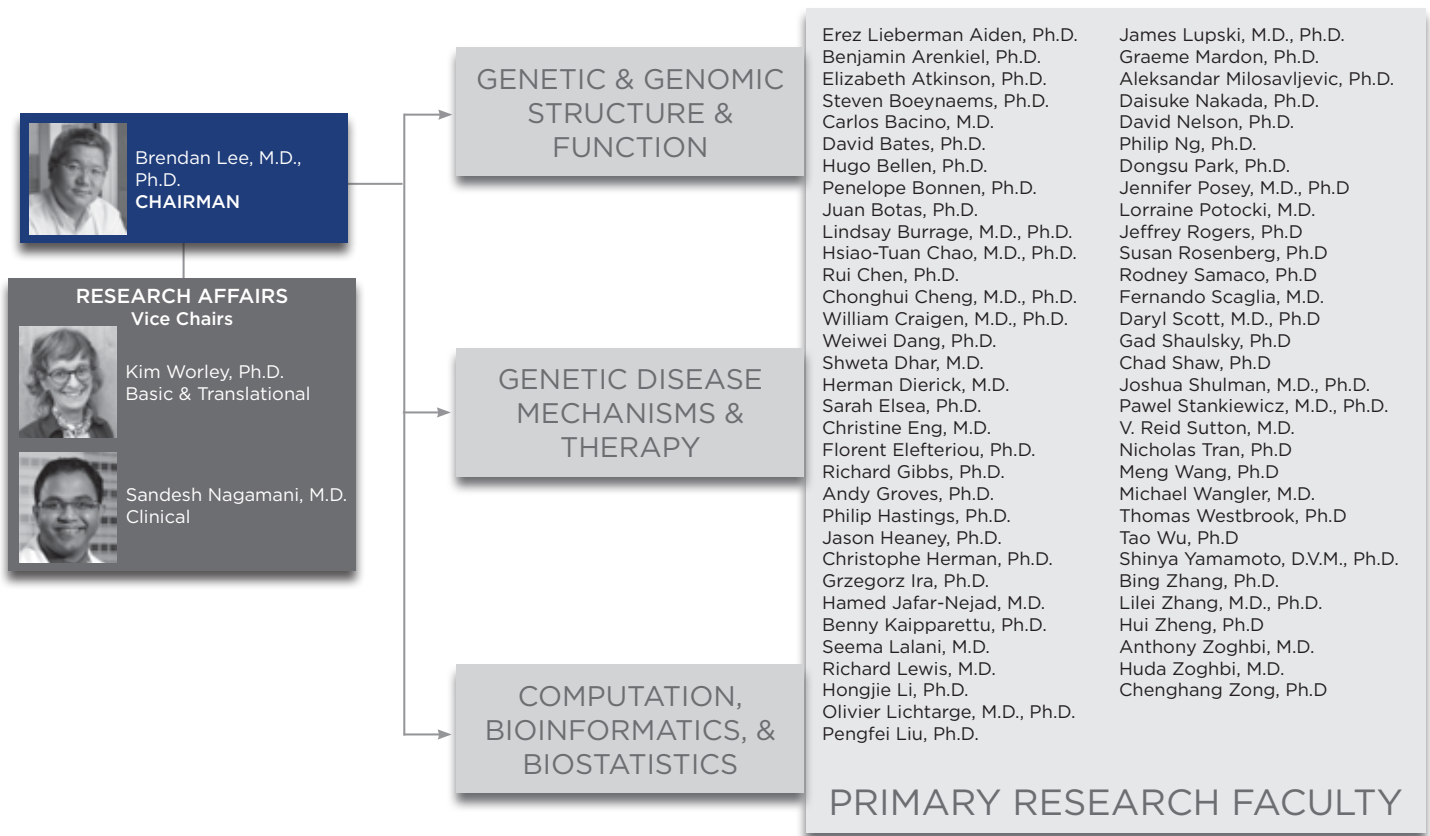 Brendan Lee, M.D.,
Ph.D.
CHAIRMAN
RESEARCH AFFAIRS
Vice Chairs
Kim Worley, Ph.D.
Basic & Translational
Sandesh Nagamani, M.D.
Clinical
GENETIC & GENOMIC
STRUCTURE &
FUNCTION
GENETIC DISEASE
MECHANISMS &
THERAPY
COMPUTATION,
BIOINFORMATICS, &
BIOSTATISTICS
Erez Lieberman Aiden, Ph.D.
Benjamin Arenkiel, Ph.D.
Elizabeth Atkinson, Ph.D.
Steven Boeynaems, Ph.D.
Carlos Bacino, M.D.
David Bates, Ph.D.
Hugo Bellen, Ph.D.
Penelope Bonnen, Ph.D.
Juan Botas, Ph.D.
Lindsay Burrage, M.D., Ph.D.
Hsiao-Tuan Chao, M.D., Ph.D.
Rui Chen, Ph.D.
Chonghui Cheng, M.D., Ph.D.
William Craigen, M.D., Ph.D.
Weiwei Dang, Ph.D.
Shweta Dhar, M.D.
Herman Dierick, M.D.
Sarah Elsea, Ph.D.
Christine Eng, M.D.
Florent Elefteriou, Ph.D.
Richard Gibbs, Ph.D.
Andy Groves, Ph.D.
Philip Hastings, Ph.D.
Jason Heaney, Ph.D.
Christophe Herman, Ph.D.
Grzegorz Ira, Ph.D.
Hamed Jafar-Nejad, M.D.
Benny Kaipparettu, Ph.D.
Seema Lalani, M.D.
Richard Lewis, M.D.
Hongjie Li, Ph.D.
Olivier Lichtarge, M.D., Ph.D.
Pengfei Liu, Ph.D.
James Lupski, M.D., Ph.D.
Graeme Mardon, Ph.D.
Aleksandar Milosavljevic, Ph.D.
Daisuke Nakada, Ph.D.
David Nelson, Ph.D.
Philip Ng, Ph.D.
Dongsu Park, Ph.D.
Jennifer Posey, M.D., Ph.D
Lorraine Potocki, M.D.
Jeffrey Rogers, Ph.D
Susan Rosenberg, Ph.D
Rodney Samaco, Ph.D
Fernando Scaglia, M.D.
Daryl Scott, M.D., Ph.D
Gad Shaulsky, Ph.D
Chad Shaw, Ph.D
Joshua Shulman, M.D., Ph.D.
Pawel Stankiewicz, M.D., Ph.D.
V. Reid Sutton, M.D.
Nicholas Tran, Ph.D
Meng Wang, Ph.D
Michael Wangler, M.D.
Thomas Westbrook, Ph.D
Tao Wu, Ph.D
Shinya Yamamoto, D.V.M., Ph.D.
Bing Zhang, Ph.D.
Lilei Zhang, M.D., Ph.D.
Hui Zheng, Ph.D
Anthony Zoghbi, M.D.
Huda Zoghbi, M.D.
Chenghang Zong, Ph.D
PRIMARY RESEARCH FACULTY